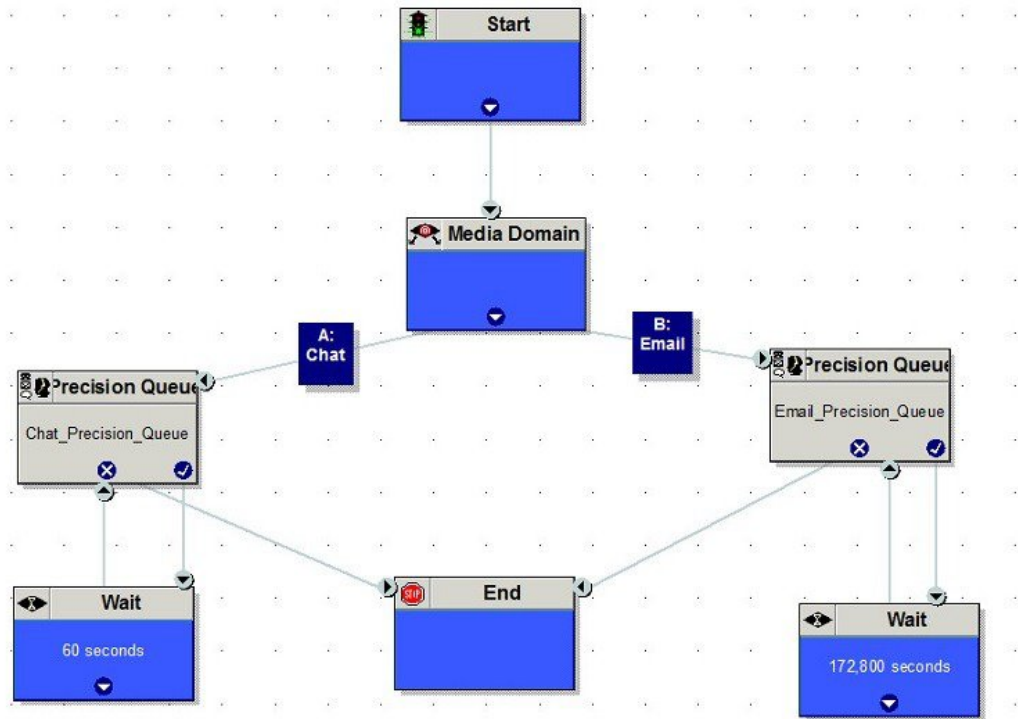 Start
Media Domain
A:
Chat
B:
Email
Precision Queue
Chat_Precision_Queue
Precision Queue
Email_Precision_Queue
Wait
60 seconds
STOP
End
Wait
172,800 seconds